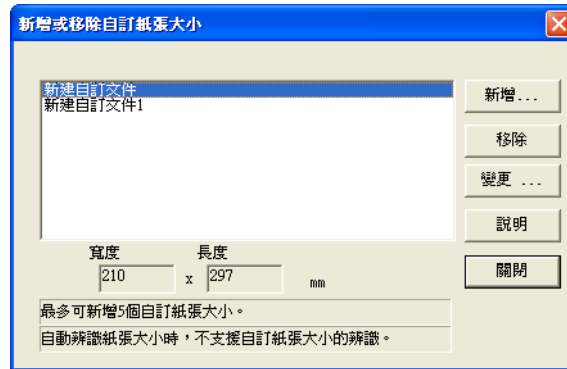 新增或移除自訂紙張大小
新建自訂文件
新建自訂文件1
新增...
移除
變更 ...
說明
關閉
寬度 長度
210 x 297 mm
最多可新增5個自訂紙張大小。
自動辨識紙張大小時，不支援自訂紙張大小的辨識。